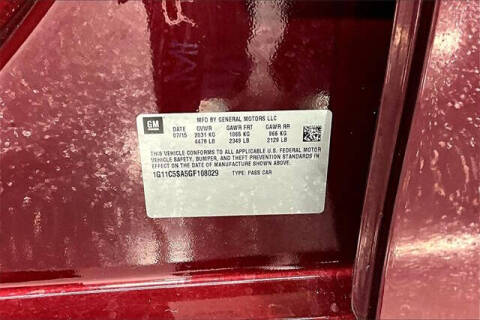 MFD BY GENERAL MOTORS LLC
GM
DATE GVWR GAWR FRT GAWR RR
07/15 2031 KG 1065 KG 966 KG
4478 LB 2349 LB 2129 LB
THIS VEHICLE CONFORMS TO ALL APPLICABLE U.S. FEDERAL MOTOR
VEHICLE SAFETY, BUMPER, AND THEFT PREVENTION STANDARDS IN
EFFECT ON THE DATE OF MANUFACTURE SHOWN ABOVE.
1G11C5SA5GF108029 TYPE: PASS CAR